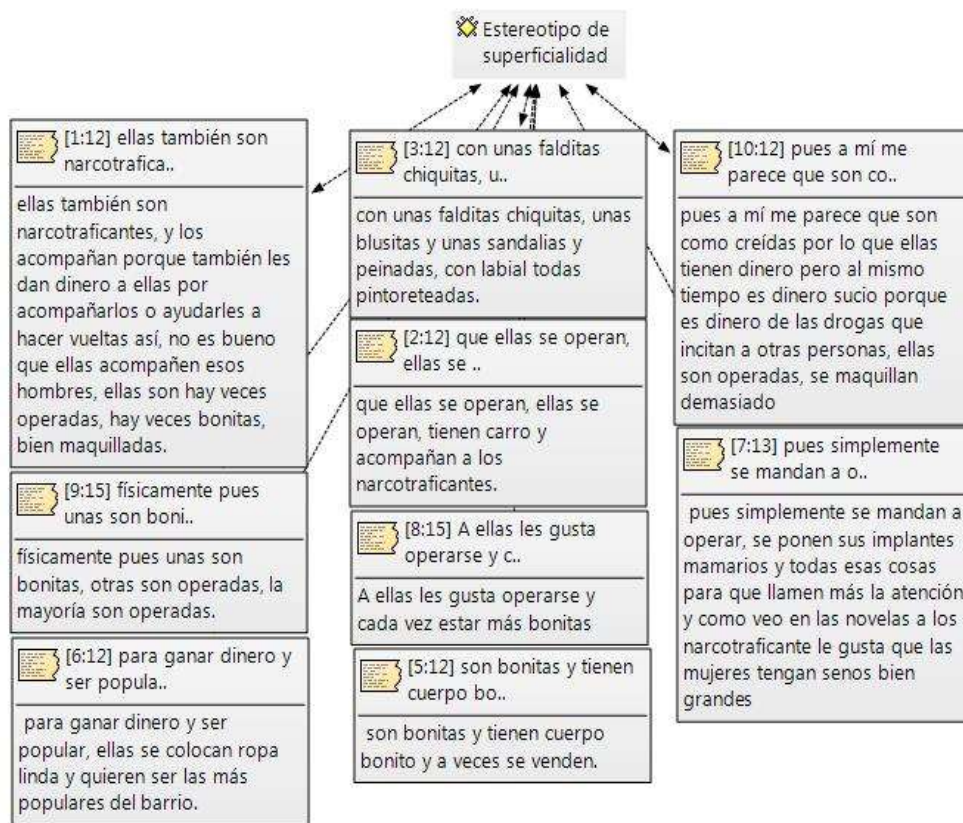 Estereotipo de
superficialidad
[1:12] ellas también son
narcotrafica..
ellas también son
narcotraficantes, y los
acompañan porque también les
dan dinero a ellas por
acompañarlos o ayudarles a
hacer vueltas así, no es bueno
que ellas acompañen esos
hombres, ellas son hay veces
operadas, hay veces bonitas,
bien maquilladas.
[9:15] físicamente pues
unas son boni..
físicamente pues unas son
bonitas, otras son operadas, la
mayoría son operadas.
[6:12] para ganar dinero y
ser popula..
para ganar dinero y ser
popular, ellas se colocan ropa
linda y quieren ser las más
populares del barrio.
[3:12] con unas falditas
chiquitas, u..
con unas falditas chiquitas, unas
blusitas y unas sandalias y
peinadas, con labial todas
pintoreteadas.
[2:12] que ellas se operan,
ellas se ..
que ellas se operan, ellas se
operan, tienen carro y
acompañan a los
narcotraficantes.
[8:15] A ellas les gusta
operarse y c..
A ellas les gusta operarse y
cada vez estar más bonitas
[5:12] son bonitas y tienen
cuerpo bo..
son bonitas y tienen cuerpo
bonito y a veces se venden.
[10:12] pues a mí me
parece que son co..
pues a mí me parece que son
como creídas por lo que ellas
tienen dinero pero al mismo
tiempo es dinero sucio porque
es dinero de las drogas que
incitan a otras personas, ellas
son operadas, se maquillan
demasiado
[7:13] pues simplemente
se mandan a o..
pues simplemente se mandan a
operar, se ponen sus implantes
mamarios y todas esas cosas
para que llamen más la atención
y como veo en las novelas a los
narcotraficante le gusta que las
mujeres tengan senos bien
grandes